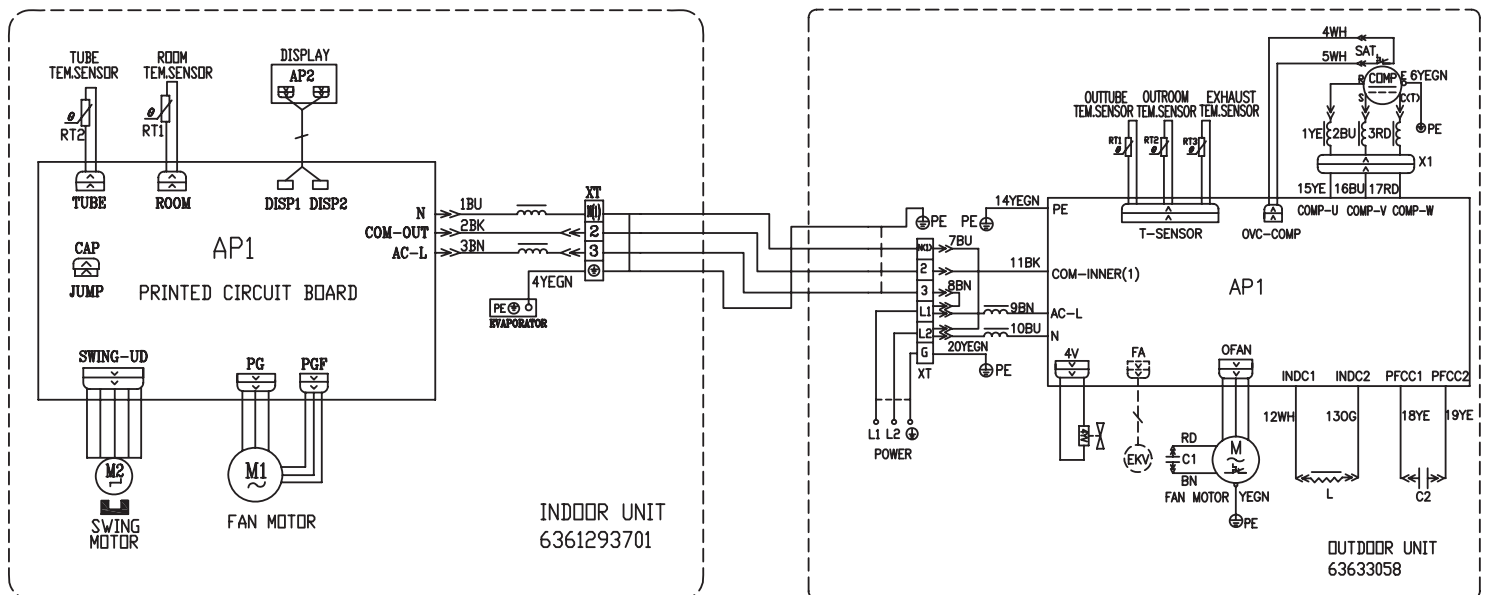 TUBE
TEM.SENSOR
ROOM
TEM.SENSOR
DISPLAY
AP2
θ
RT2
θ
RT1
TUBE
ROOM
DISP1 DISP2
CAP
JUMP
AP1
PRINTED CIRCUIT BOARD
N
COM-OUT
AC-L
1BU
2BK
3BN
4YEGN
XT
N(1)
2
3
PE
EVAPORATOR
SWING-UD
PG
PGF
M2
SWING
MOTOR
M1
FAN MOTOR
INDOOR UNIT
6361293701
4WH
5WH
SAT
COMP
R
S
C(T)
6YEGN
PE
OUTTUBE
TEM.SENSOR
OUTROOM
TEM.SENSOR
EXHAUST
TEM.SENSOR
RT1
θ
RT2
θ
RT3
θ
1YE
2BU
3RD
X1
15YE
16BU
17RD
COMP-U COMP-V COMP-W
T-SENSOR
OVC-COMP
PE
PE
14YEGN
PE
N(1)
2
3
L1
L2
G
XT
7BU
11BK
8BN
9BN
10BU
20YEGN
PE
COM-INNER(1)
AC-L
N
AP1
L1 L2
POWER
4V
4V
FA
EKV
OFAN
RD
C1
BN
M
FAN MOTOR
YEGN
PE
INDC1
INDC2
PFCC1
PFCC2
12WH
13OG
18YE
19YE
L
C2
OUTDOOR UNIT
63633058